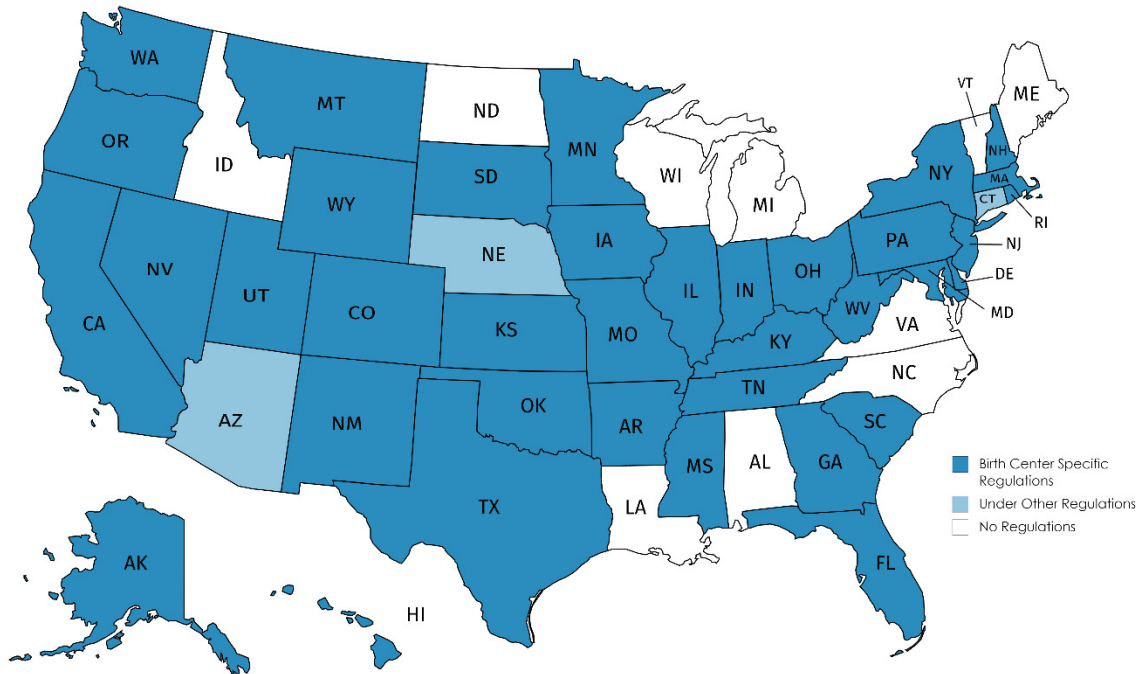 WA
MT
ND
MN
VT
ME
OR
ID
SD
WI
MI
NY
NH
MA
CT
RI
WY
IA
PA
NJ
NE
NV
UT
CO
IL
IN
OH
DE
MD
CA
KS
MO
WV
VA
KY
NC
TN
AZ
NM
OK
AR
SC
MS
AL
GA
TX
LA
FL
AK
HI
Birth Center Specific
Regulations
Under Other Regulations
No Regulations